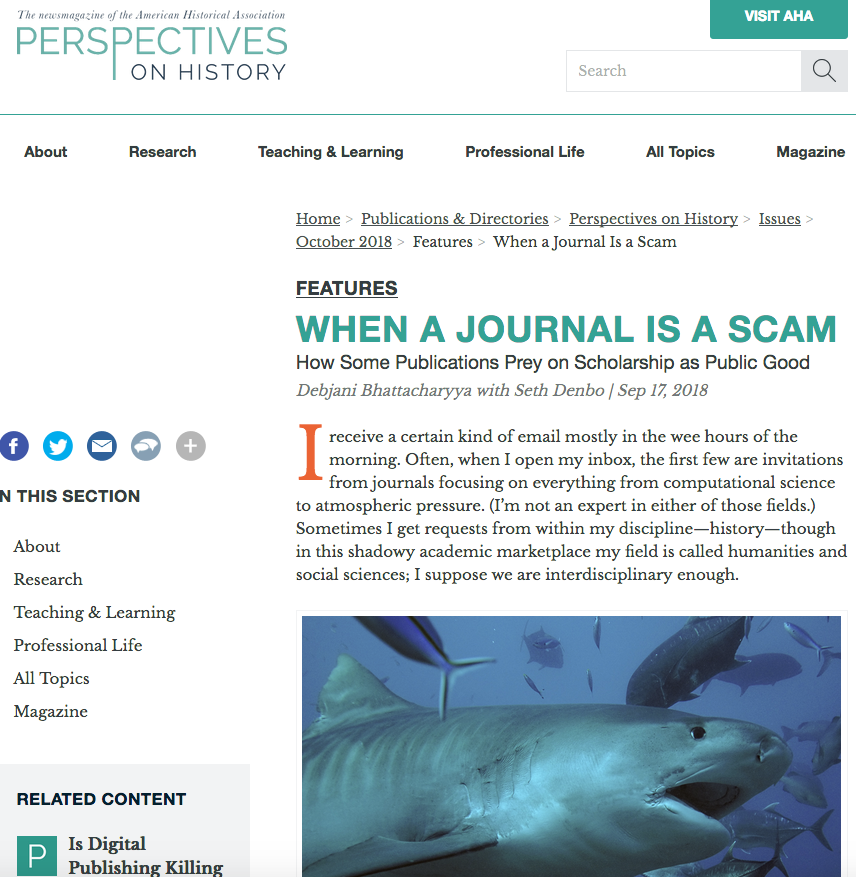 The newsmagazine of the American Historical Association
PERSPECTIVES
ON HISTORY
VISIT AHA
Search
About
Research
Teaching & Learning
Professional Life
All Topics
Magazine
Home > Publications & Directories > Perspectives on History > Issues >
October 2018 > Features > When a Journal Is a Scam
FEATURES
WHEN A JOURNAL IS A SCAM
How Some Publications Prey on Scholarship as Public Good
Debjani Bhattacharyya with Seth Denbo | Sep 17, 2018
I receive a certain kind of email mostly in the wee hours of the
morning. Often, when I open my inbox, the first few are invitations
from journals focusing on everything from computational science
to atmospheric pressure. (I'm not an expert in either of those fields.)
Sometimes I get requests from within my discipline—history—though
in this shadowy academic marketplace my field is called humanities and
social sciences; I suppose we are interdisciplinary enough.
f
+
N THIS SECTION
About
Research
Teaching & Learning
Professional Life
All Topics
Magazine
RELATED CONTENT
P
Is Digital
Publishing Killing